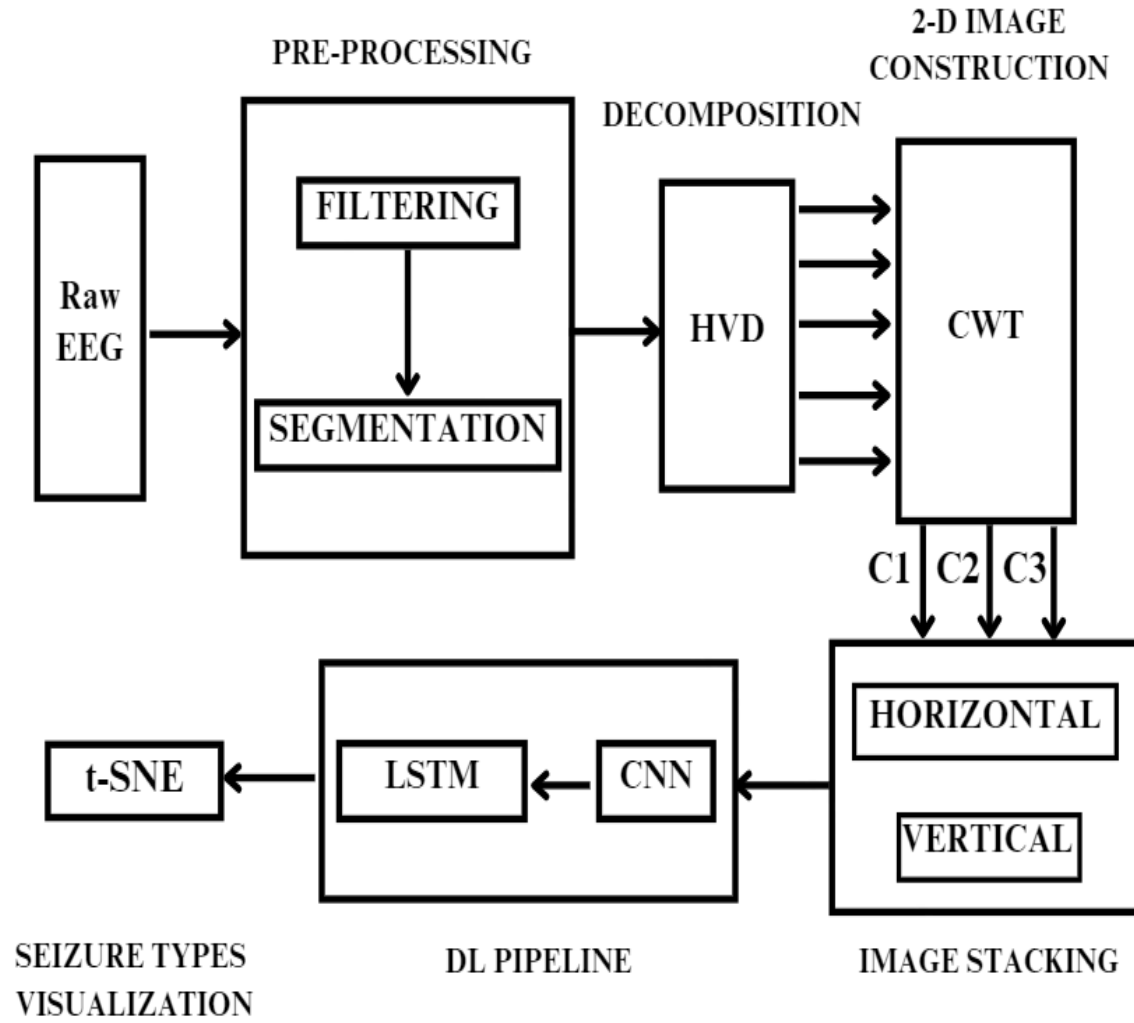 PRE-PROCESSING
2-D IMAGE
CONSTRUCTION
DECOMPOSITION
Raw
EEG
FILTERING
SEGMENTATION
HVD
CWT
C1 C2 C3
HORIZONTAL
VERTICAL
CNN
LSTM
t-SNE
SEIZURE TYPES
VISUALIZATION
DL PIPELINE
IMAGE STACKING